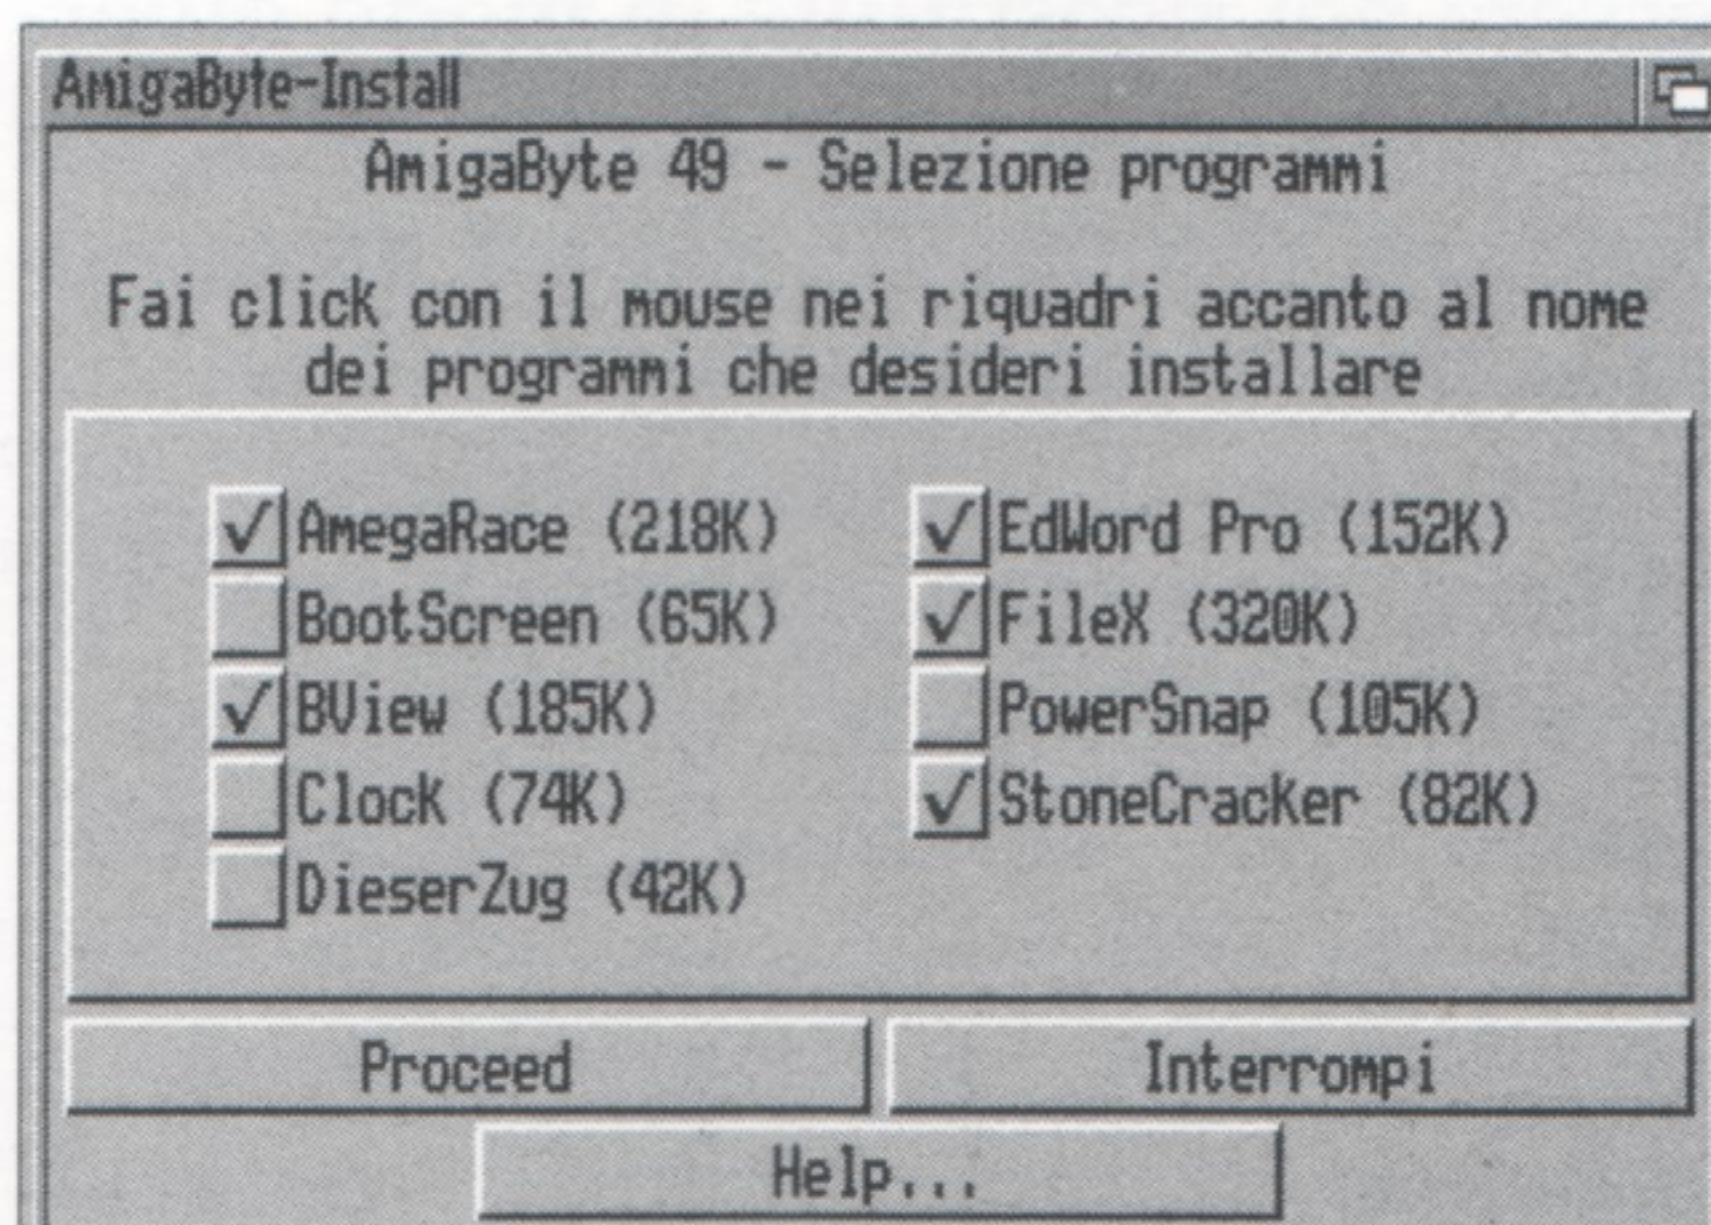 AmigaByte-Install
AmigaByte 49 - Selezione programmi
Fai click con il mouse nei riquadri accanto al nome
dei programmi che desideri installare
AmegaRace (218K)
BootScreen (65K)
BView (185K)
Clock (74K)
DieserZug (42K)
EdWord Pro (152K)
FileX (320K)
PowerSnap (105K)
StoneCracker (82K)
Proceed
Interrompi
Help...